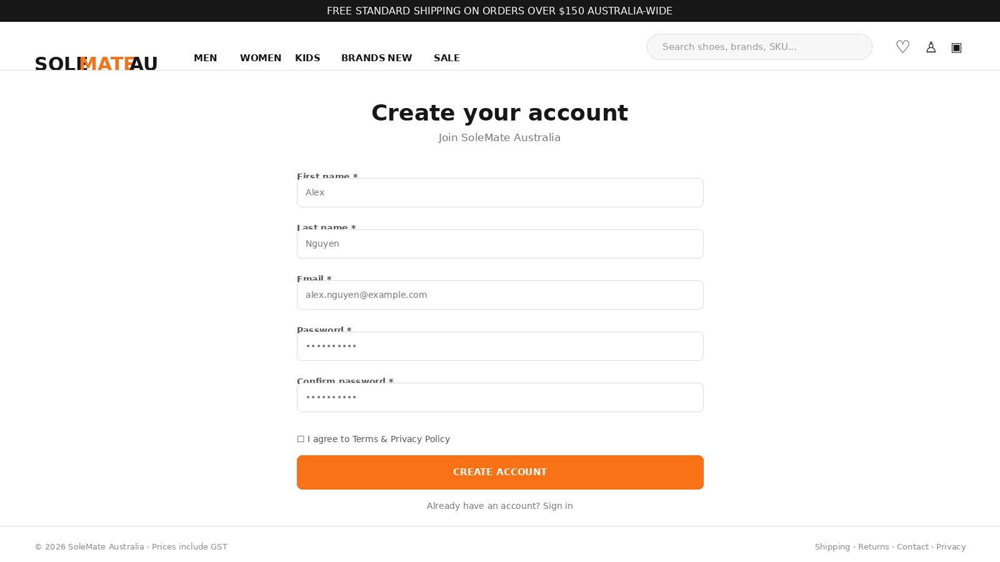 FREE STANDARD SHIPPING ON ORDERS OVER $150 AUSTRALIA-WIDE
SOLEMATEAU
MEN WOMEN KIDS BRANDS NEW SALE
Search shoes, brands, SKU...
Create your account
Join SoleMate Australia
First name *
Alex
Last name *
Nguyen
Email *
alex.nguyen@example.com
Password *
••••••••••
Confirm password *
••••••••••
☐ I agree to Terms & Privacy Policy
CREATE ACCOUNT
Already have an account? Sign in
© 2026 SoleMate Australia · Prices include GST
Shipping · Returns · Contact · Privacy